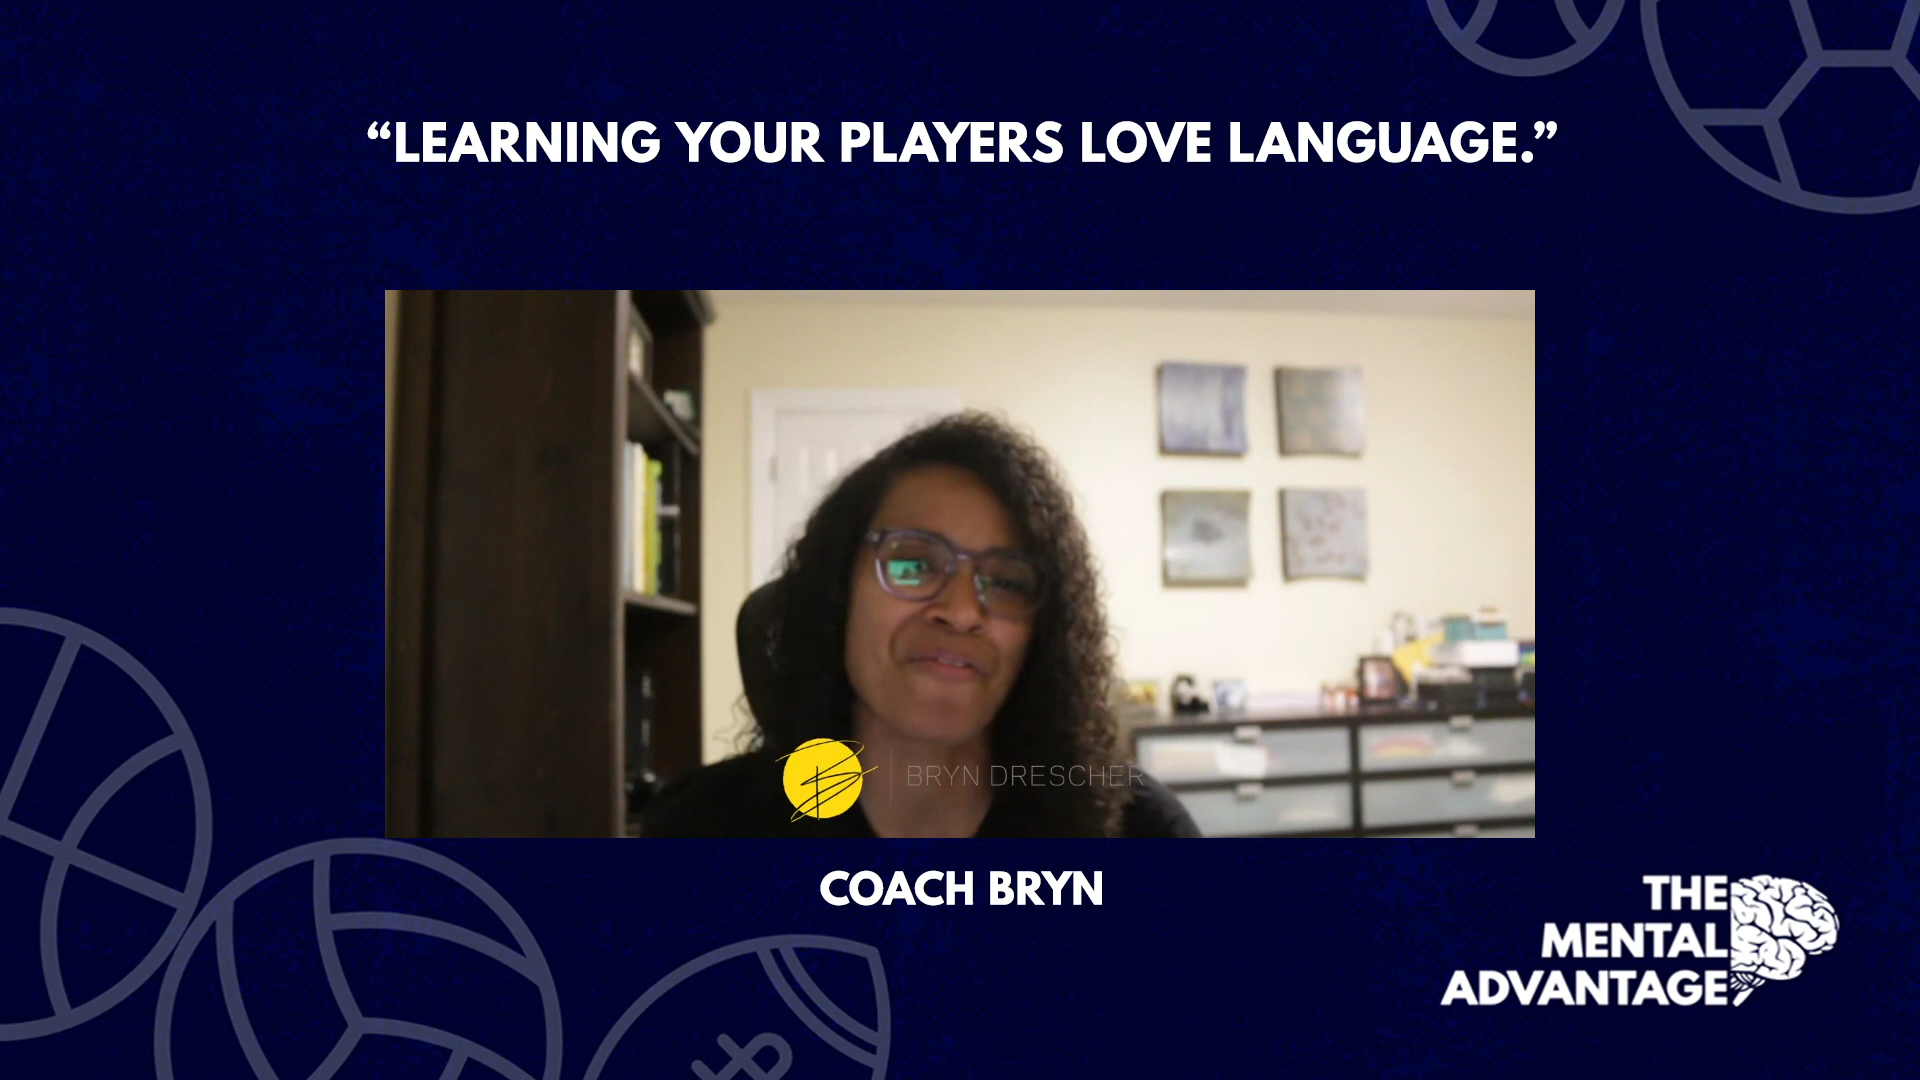 “LEARNING YOUR PLAYERS LOVE LANGUAGE.”
BRYN DRESCHER
COACH BRYN
THE
MENTAL
ADVANTAGE